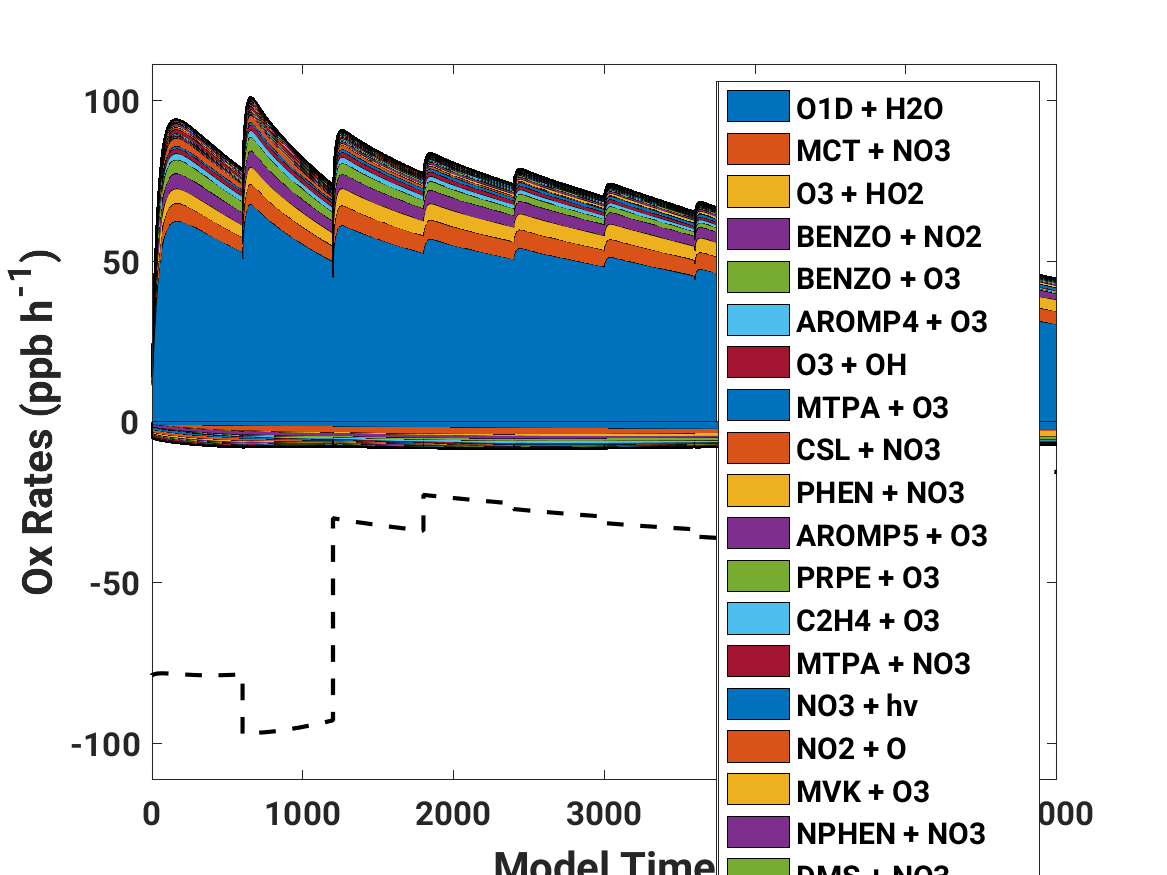 Ox Rates (ppb h⁻¹)
100
50
0
-50
-100
0
1000
2000
3000
000
Model Time
O1D + H2O
MCT + NO3
O3 + HO2
BENZO + NO2
BENZO + O3
AROMP4 + O3
O3 + OH
MTPA + O3
CSL + NO3
PHEN + NO3
AROMP5 + O3
PRPE + O3
C2H4 + O3
MTPA + NO3
NO3 + hv
NO2 + O
MVK + O3
NPHEN + NO3
DMS + NO3